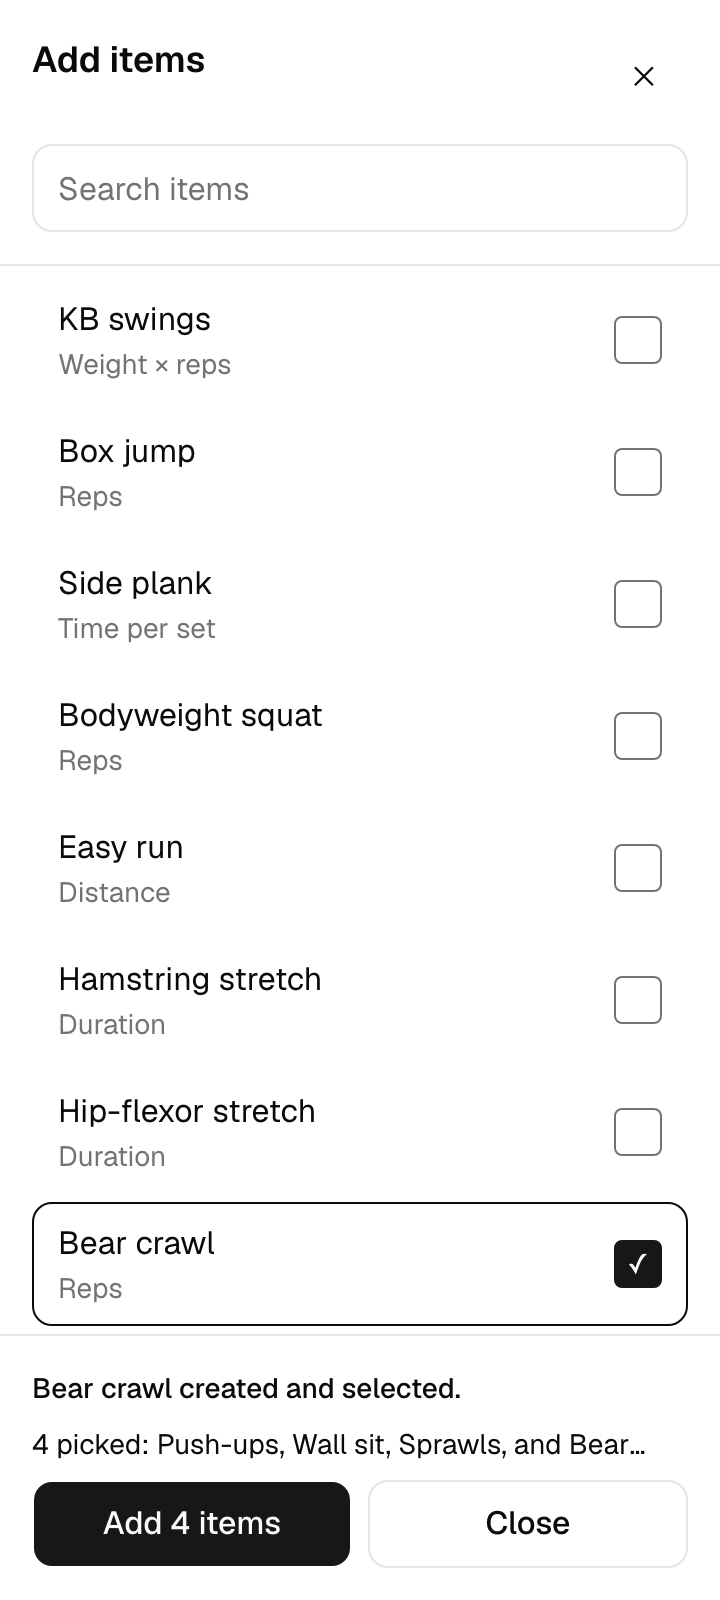 Add items
Search items
KB swings
Weight × reps
Box jump
Reps
Side plank
Time per set
Bodyweight squat
Reps
Easy run
Distance
Hamstring stretch
Duration
Hip-flexor stretch
Duration
Bear crawl
Reps
Bear crawl created and selected.
4 picked: Push-ups, Wall sit, Sprawls, and Bear…
Add 4 items
Close